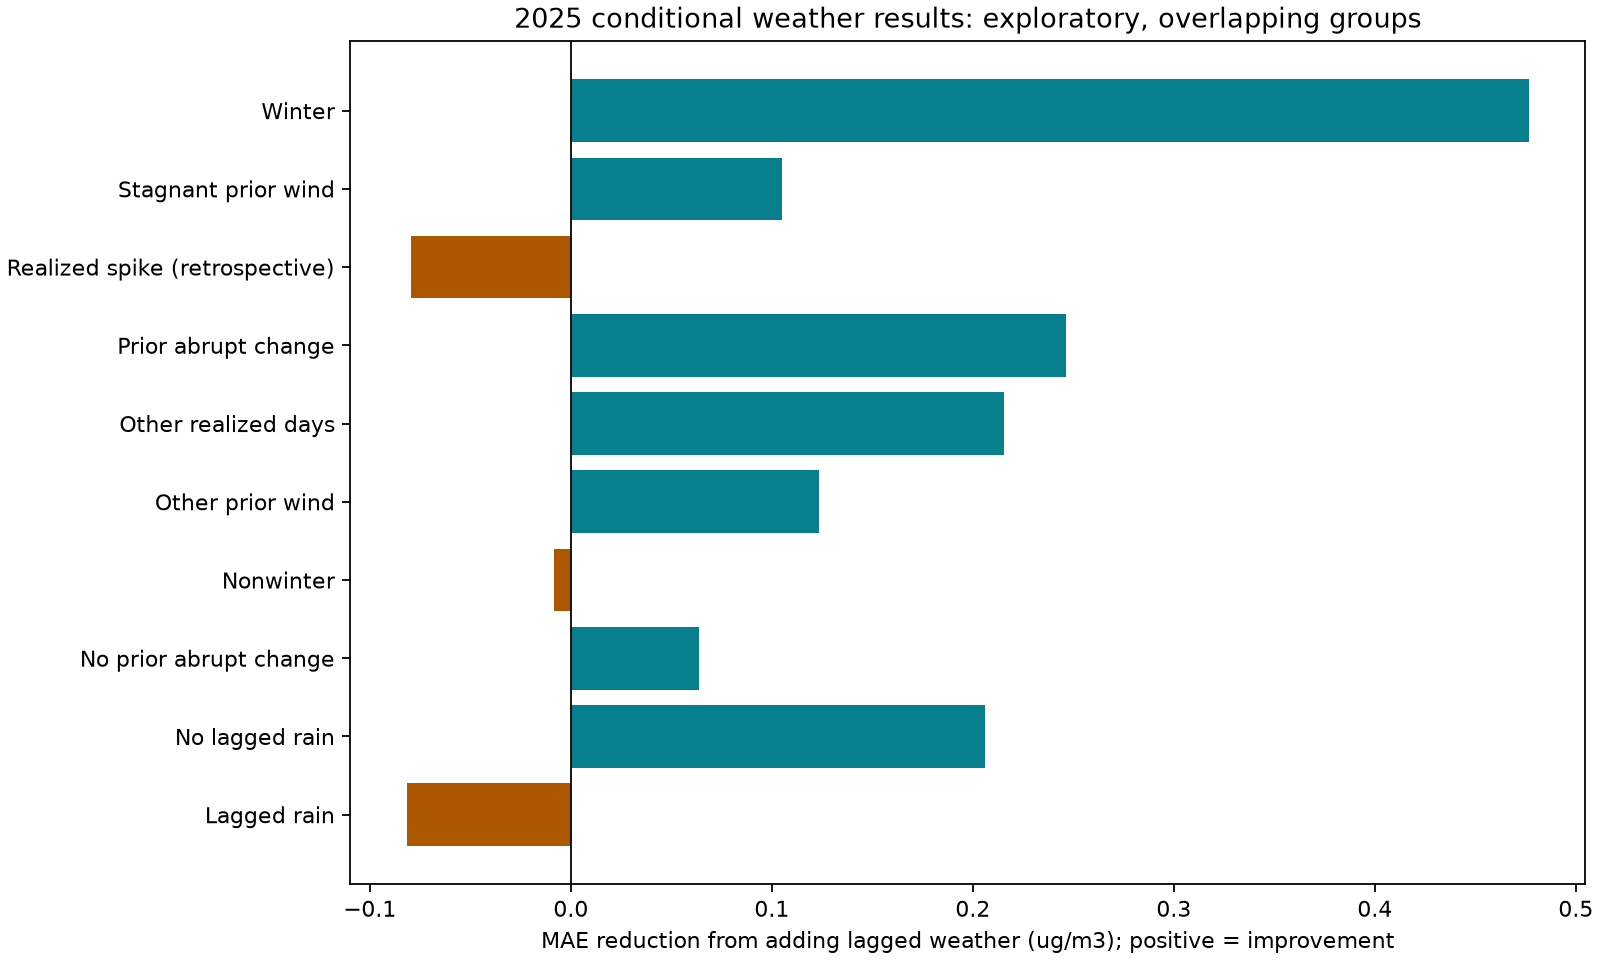 2025 conditional weather results: exploratory, overlapping groups
Winter
Stagnant prior wind
Realized spike (retrospective)
Prior abrupt change
Other realized days
Other prior wind
Nonwinter
No prior abrupt change
No lagged rain
Lagged rain
−0.1 0.0 0.1 0.2 0.3 0.4 0.5
MAE reduction from adding lagged weather (ug/m3); positive = improvement